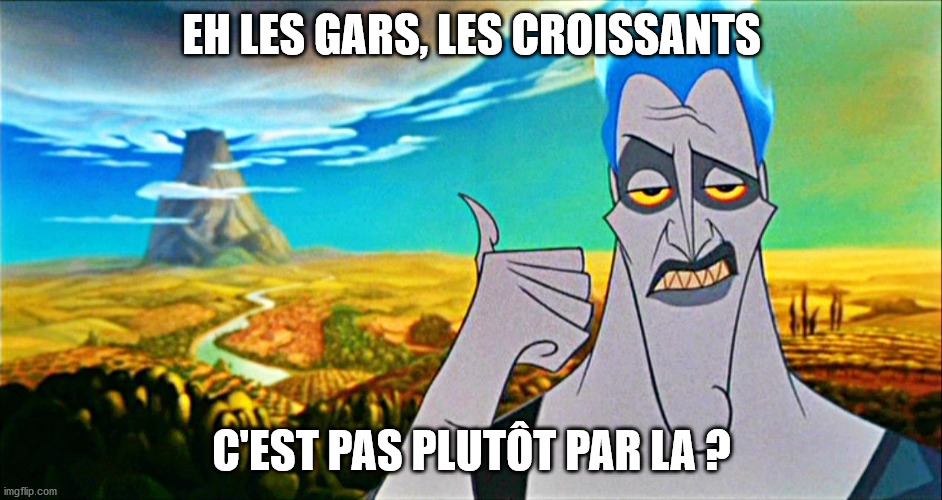 EH LES GARS, LES CROISSANTS
C'EST PAS PLUTÔT PAR LA ?
imgflip.com